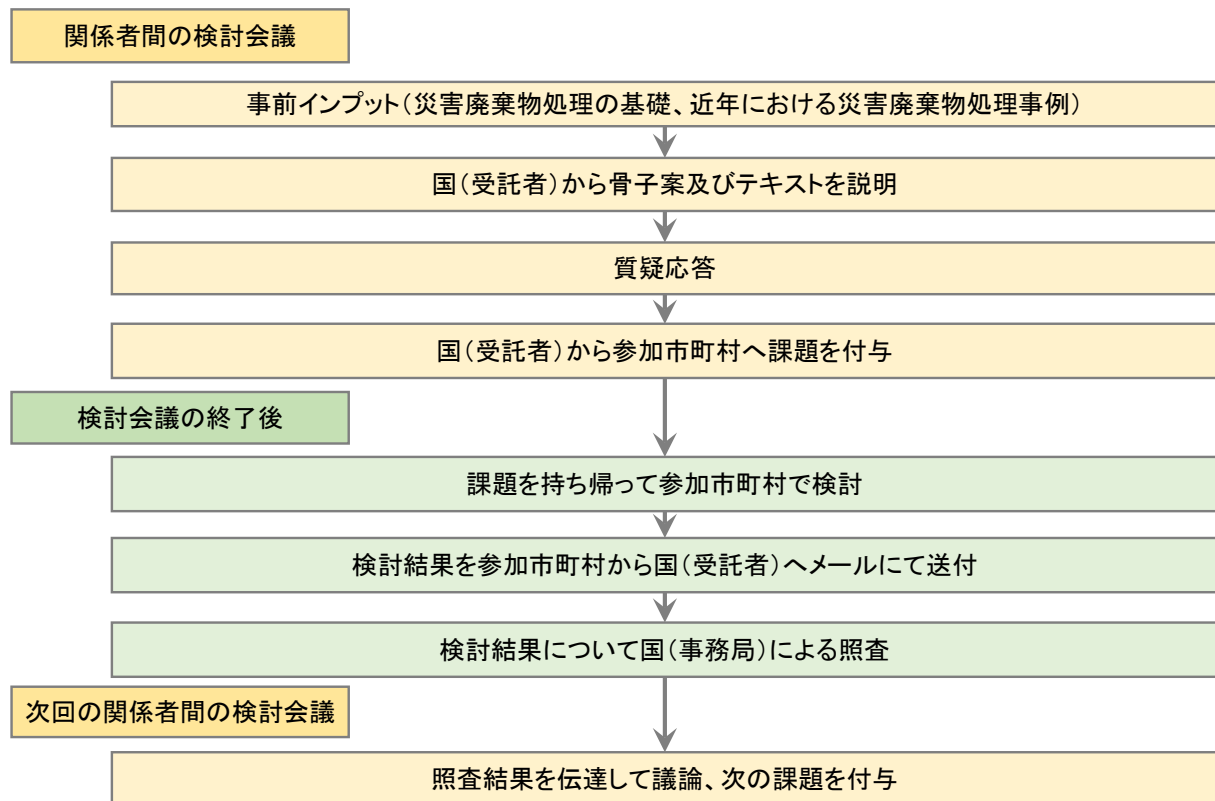 関係者間の検討会議
事前インプット（災害廃棄物処理の基礎、近年における災害廃棄物処理事例）
国（受託者）から骨子案及びテキストを説明
質疑応答
国（受託者）から参加市町村へ課題を付与
検討会議の終了後
課題を持ち帰って参加市町村で検討
検討結果を参加市町村から国（受託者）へメールにて送付
検討結果について国（事務局）による照査
次回の関係者間の検討会議
照査結果を伝達して議論、次の課題を付与